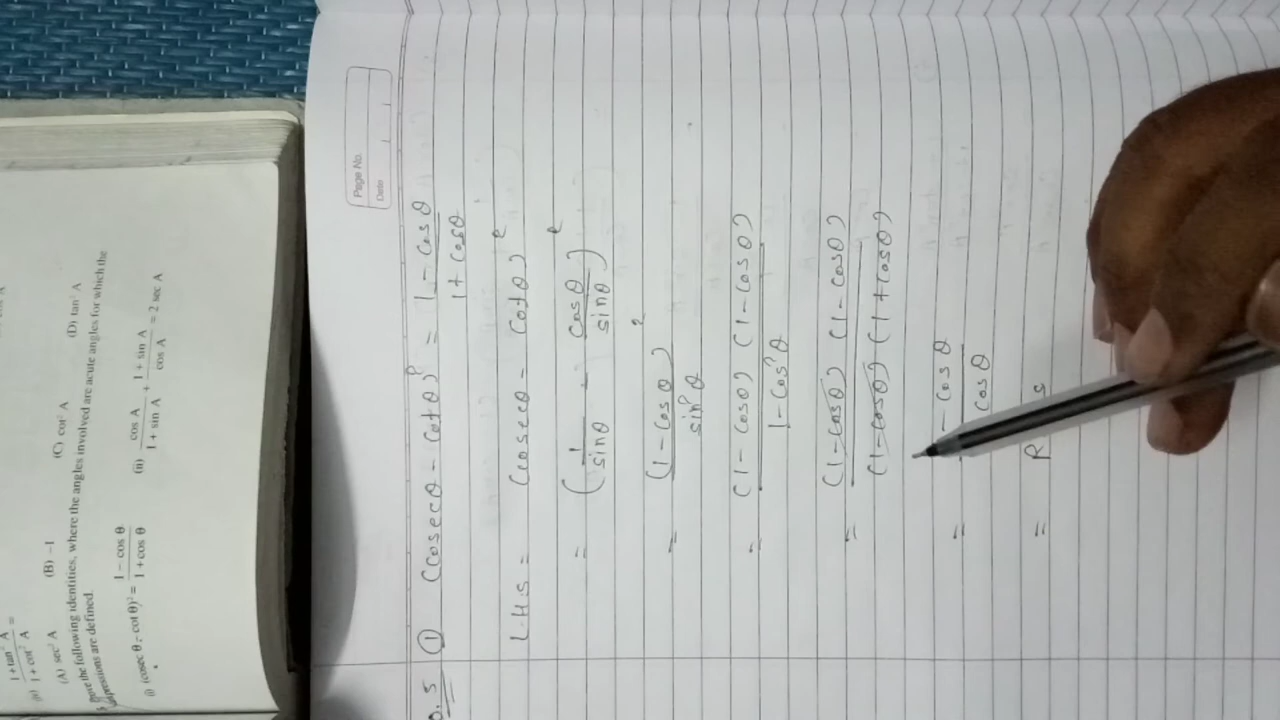 1 + tan² A
(iv) ——— =
1 + cot² A
(A) sec² A (B) –1 (C) cot² A (D) tan² A
Prove the following identities, where the angles involved are acute angles for which the
expressions are defined.
(i) (cosec θ – cot θ)² = (1 – cos θ)/(1 + cos θ) (ii) cos A/(1 + sin A) + (1 + sin A)/cos A = 2 sec A
Page No.
Date
Q. 5 ① (cosecθ - cotθ)² = (1 - cosθ)/(1 + cosθ)
L.H.S = (cosecθ - cotθ)²
= (1/sinθ - cosθ/sinθ)²
= (1 - cosθ)²/sin²θ
= (1 - cosθ) (1 - cosθ)/1 - cos²θ
= (1 - cosθ) (1 - cosθ)/(1 - cosθ) (1 + cosθ)
= - cosθ/cosθ
= R s